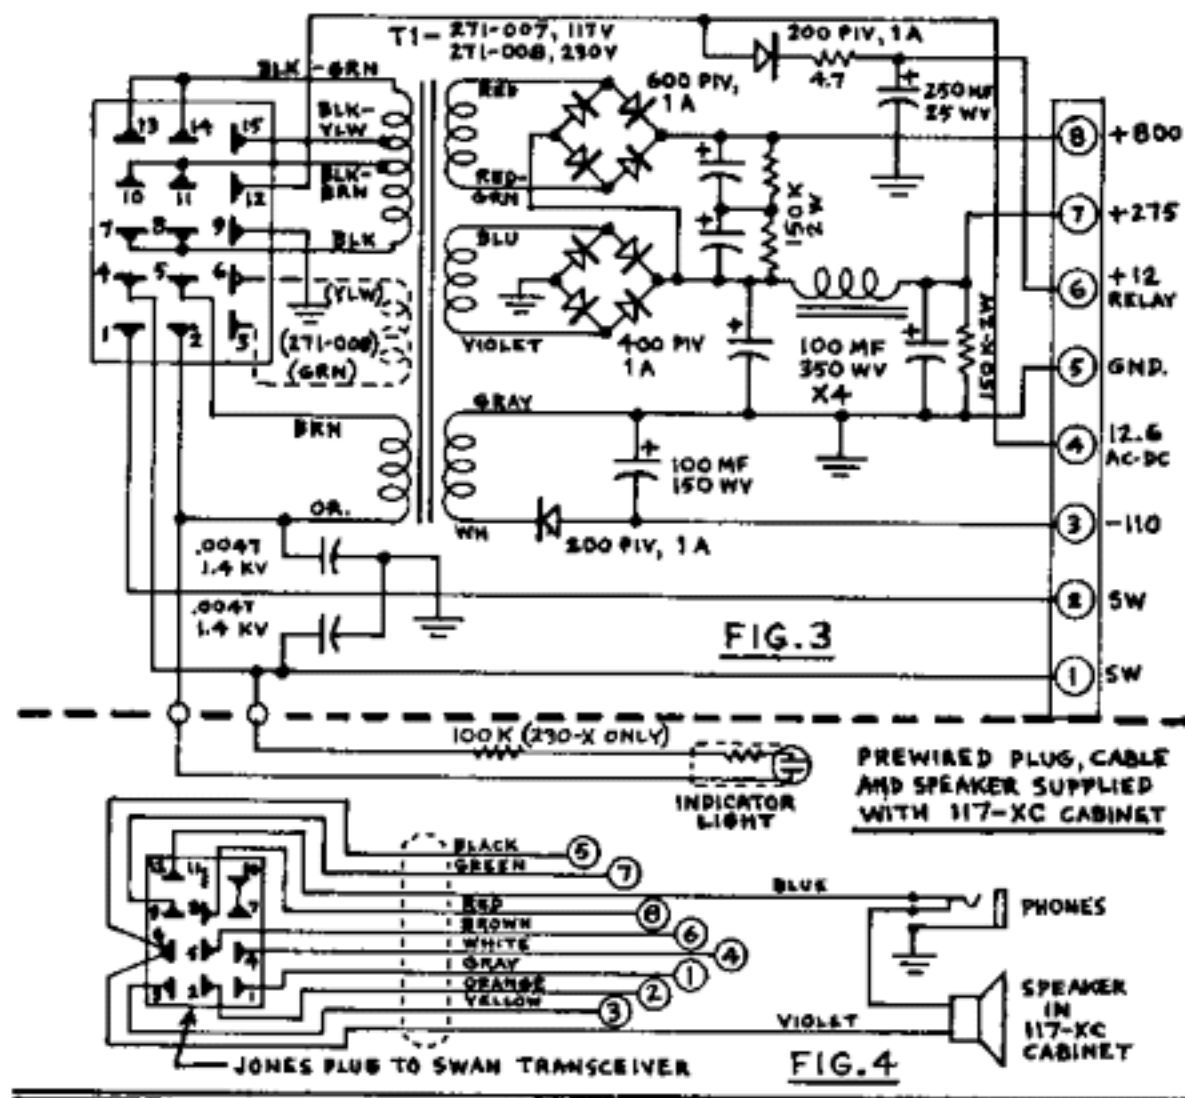 T1- 271-007, 117V
271-008, 230V
200 PIV, 1A
4.7
250 MF
25 WV
BLK-GRN
BLK-
YLW
BLK-
BRN
BLK
RED
RED-
GRN
600 PIV,
1 A
150K
2W
13 14 15
10 11 12
7 8 9
4 5 6
1 2 3
(YLW)
(271-008)
(GRN)
BLU
VIOLET
400 PIV
1A
100 MF
350 WV
X4
150K-2W
8 +800
7 +275
6 +12
RELAY
5 GND.
4 12.6
AC-DC
3 -110
2 SW
1 SW
BRN
OR.
GRAY
WH
100 MF
150 WV
200 PIV, 1A
.0047
1.4 KV
.0047
1.4 KV
FIG.3
100K (230-X ONLY)
INDICATOR
LIGHT
PREWIRED PLUG, CABLE
AND SPEAKER SUPPLIED
WITH 117-XC CABINET
BLACK 5
GREEN 7
RED 8
BROWN 6
WHITE 4
GRAY 1
ORANGE 2
YELLOW 3
BLUE
PHONES
VIOLET
SPEAKER
IN
117-XC
CABINET
JONES PLUG TO SWAN TRANSCEIVER
FIG.4